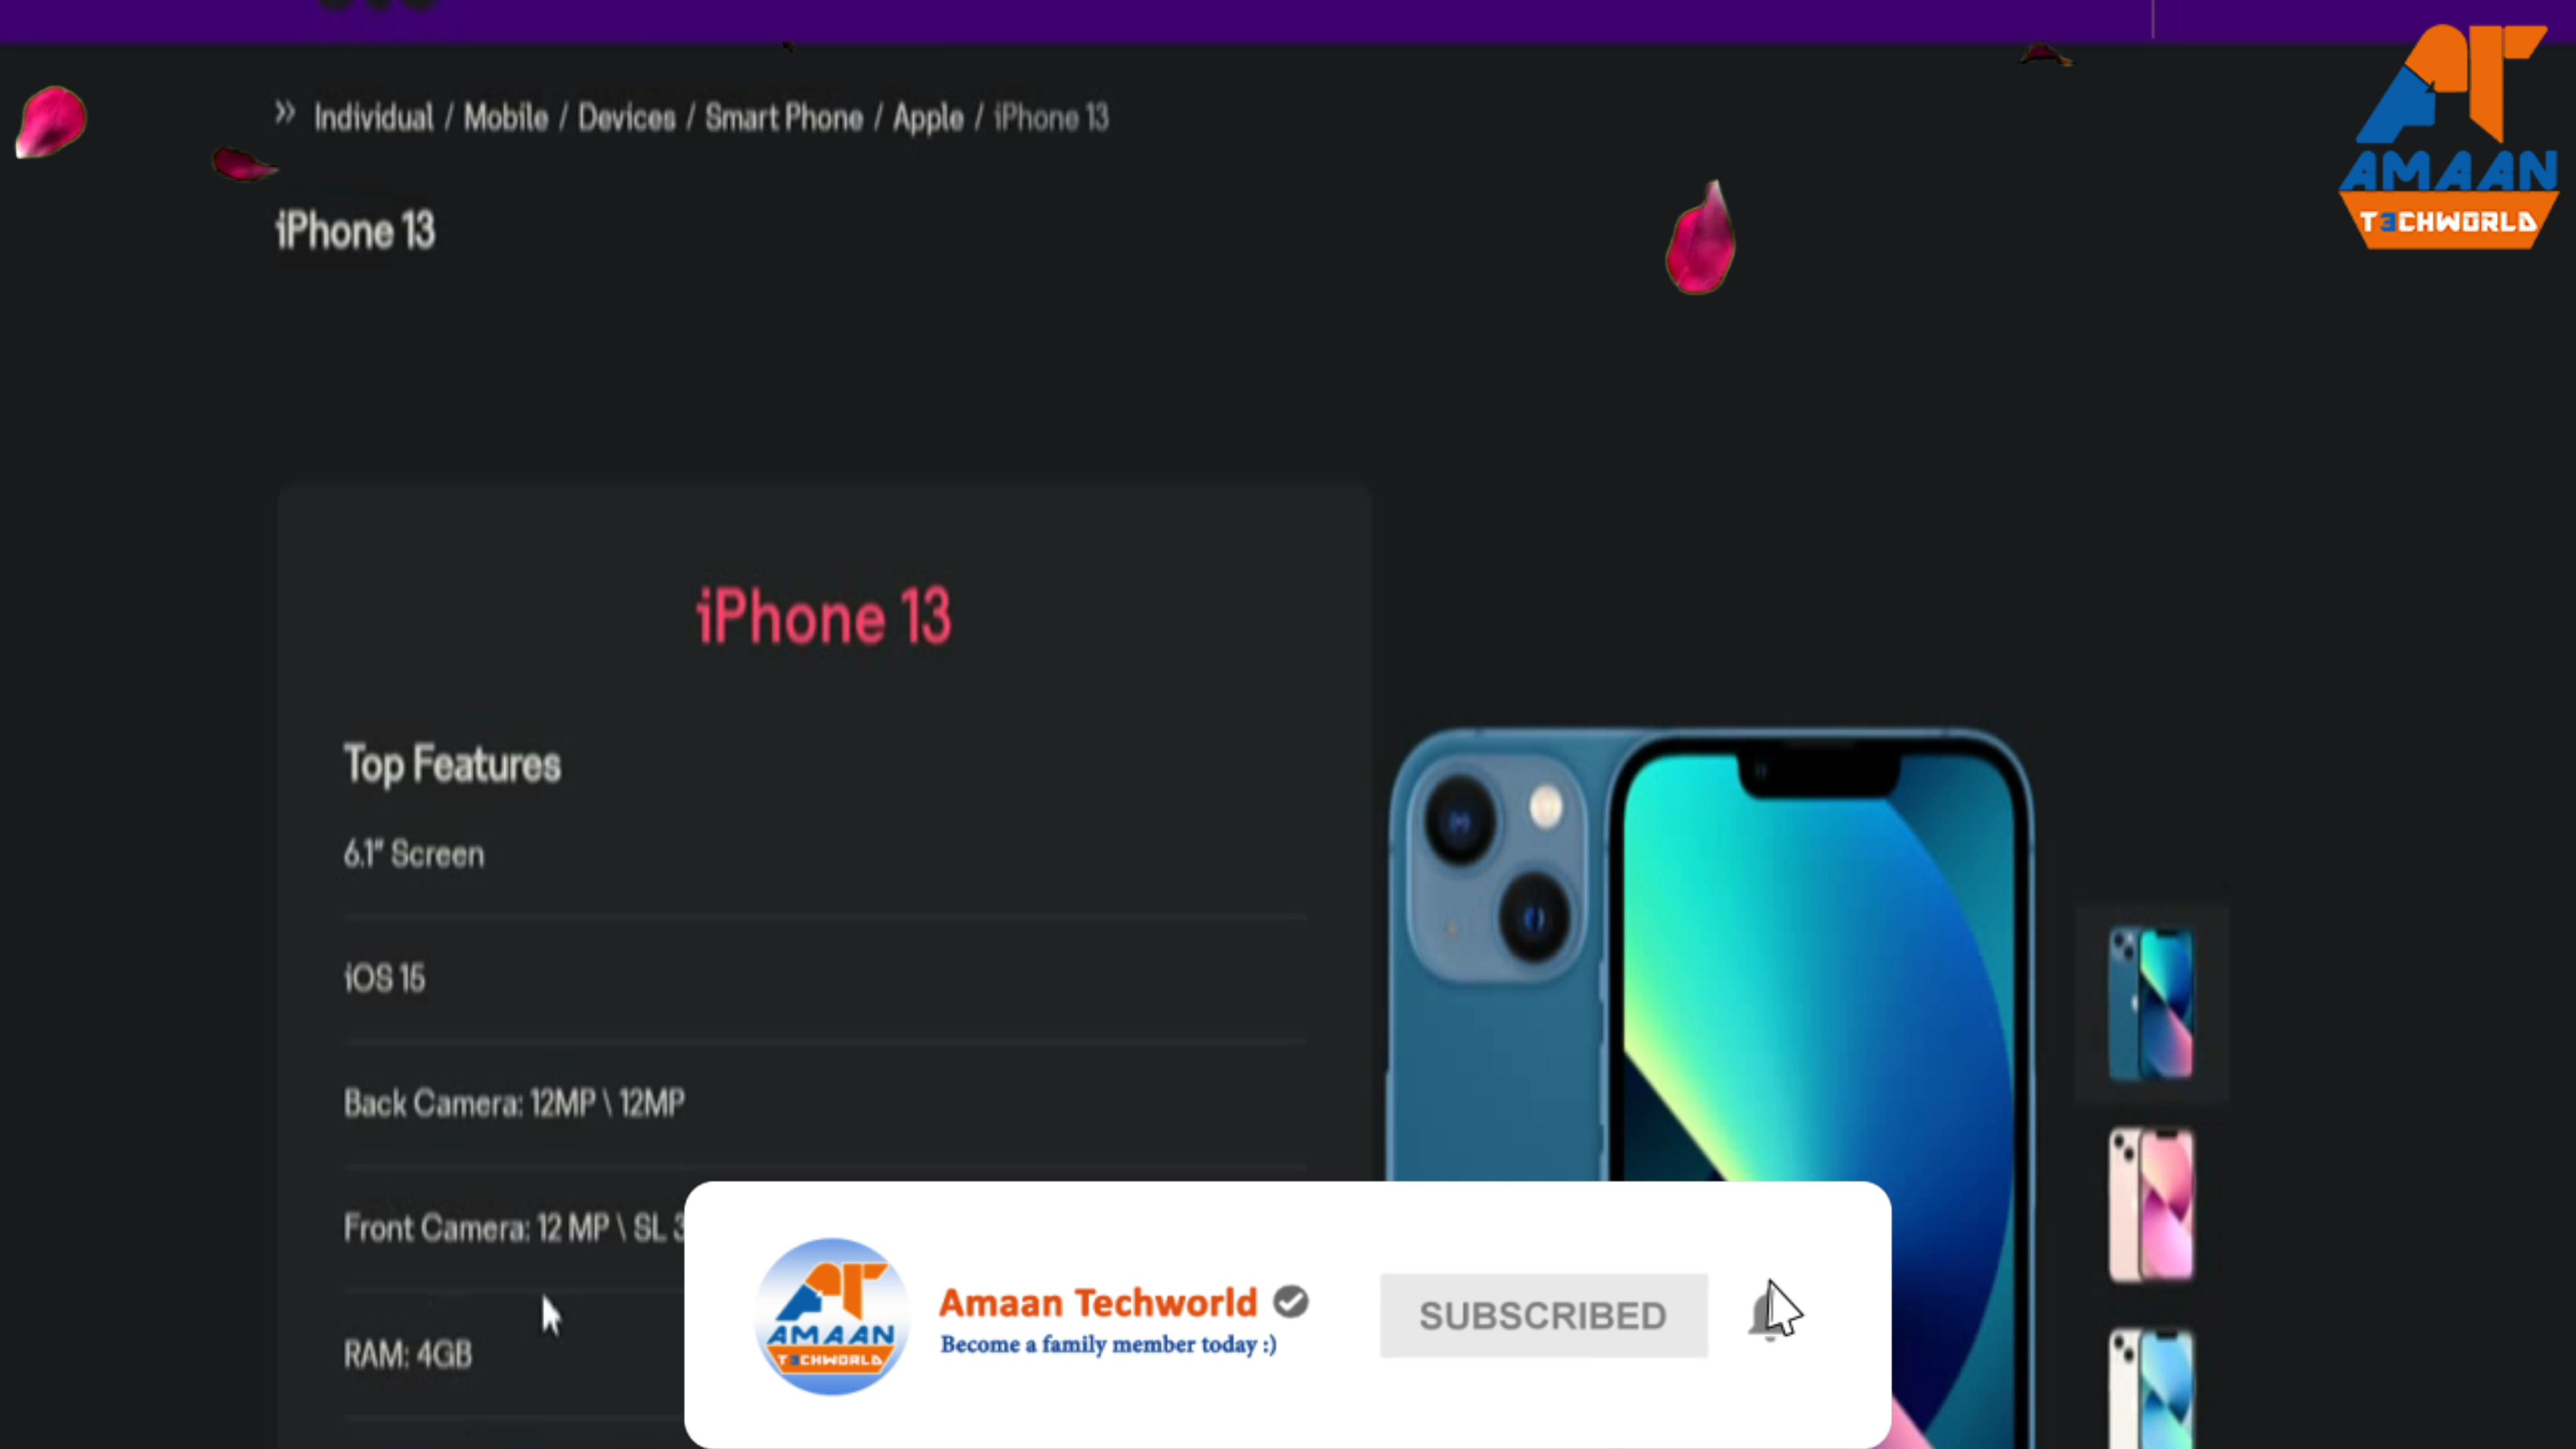 AMAAN
T3CHWORLD
» Individual / Mobile / Devices / Smart Phone / Apple / iPhone 13
iPhone 13
iPhone 13
Top Features
6.1" Screen
iOS 15
Back Camera: 12MP \ 12MP
Front Camera: 12 MP \ SL 3
RAM: 4GB
AMAAN
T3CHWORLD
Amaan Techworld
Become a family member today :)
SUBSCRIBED